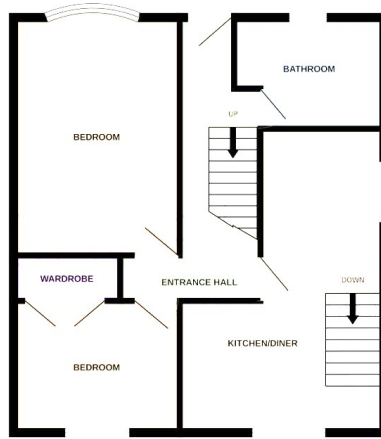 BATHROOM
UP
BEDROOM
WARDROBE
ENTRANCE HALL
DOWN
KITCHEN/DINER
BEDROOM